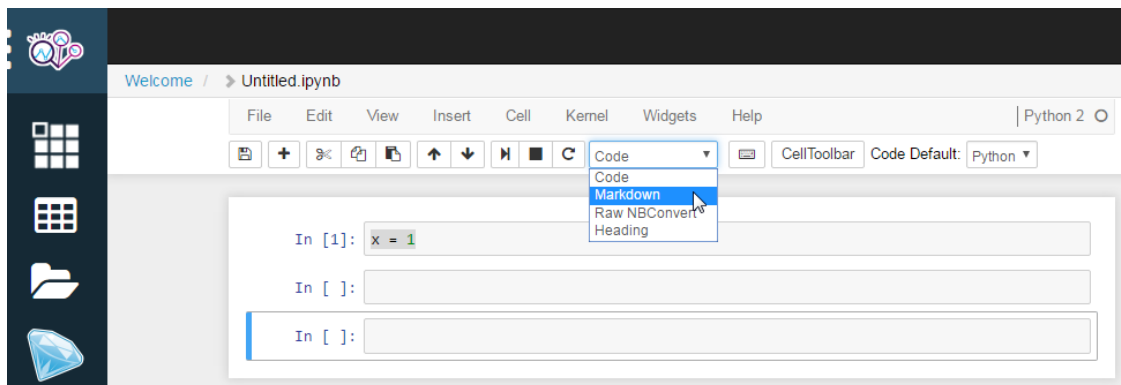 Welcome / > Untitled.ipynb
File Edit View Insert Cell Kernel Widgets Help Python 2
Code CellToolbar Code Default: Python
Code
Markdown
Raw NBConvert
Heading
In [1]: x = 1
In [ ]:
In [ ]: